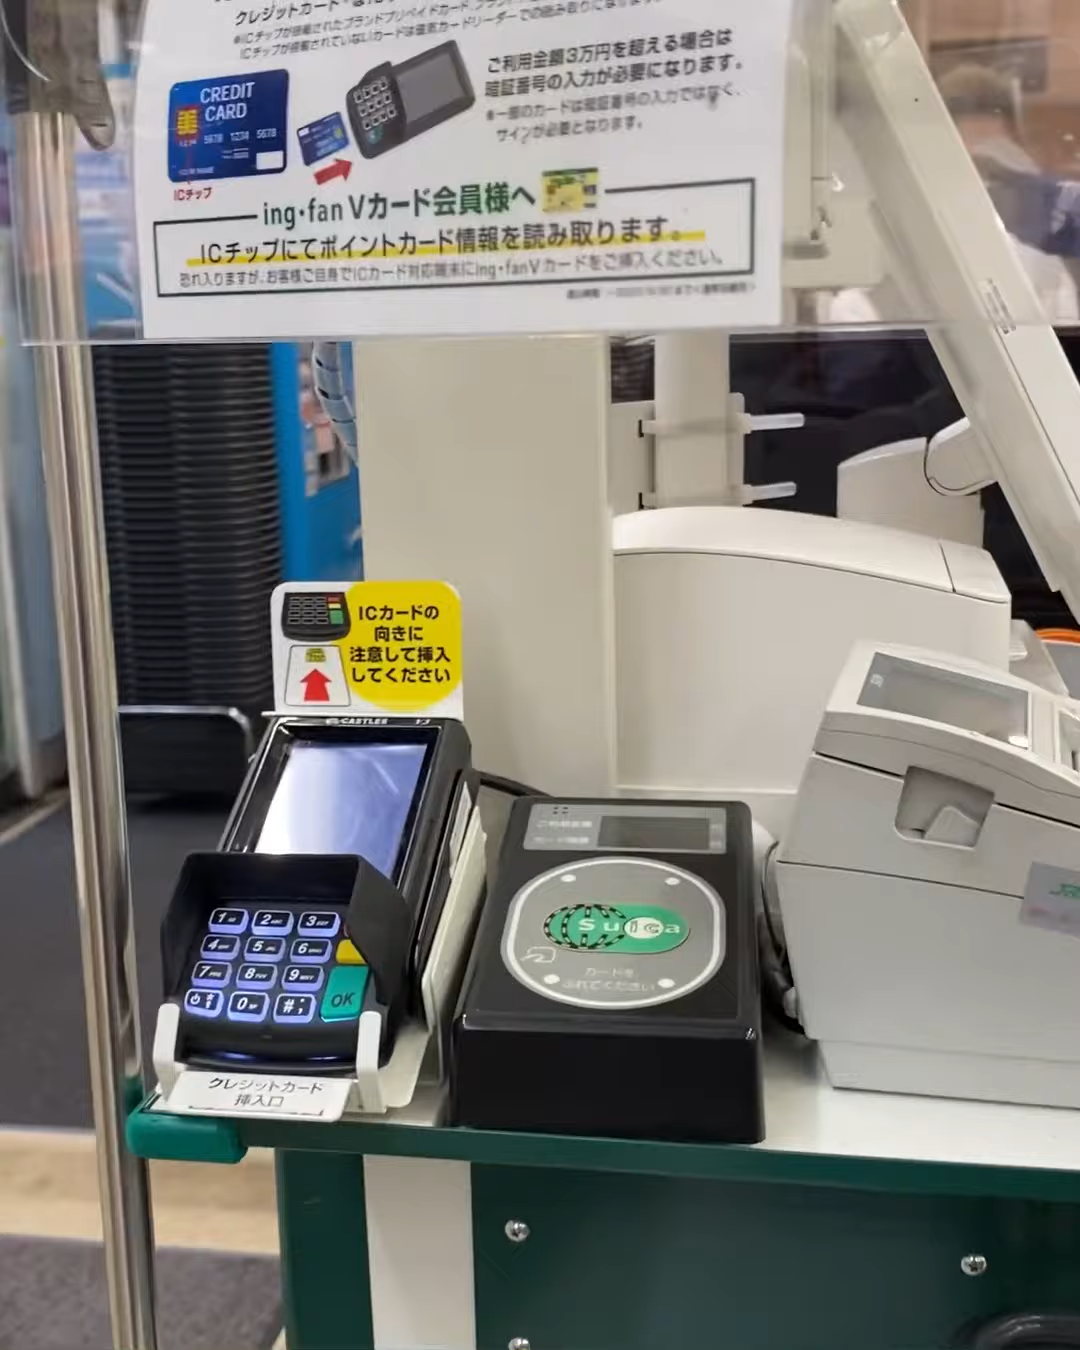 クレジットカード
※ICチップが搭載されたブランドプリペイドカード、
ICチップが搭載されていないカードは磁気カードリーダーでの読み取りになります。
CREDIT
CARD
1234 5678 1234 5678
ICチップ
ご利用金額3万円を超える場合は
暗証番号の入力が必要になります。
※一部のカードは暗証番号の入力ではなく、
サインが必要となります。
ing・fan Vカード会員様へ
ICチップにてポイントカード情報を読み取ります。
恐れ入りますが、お客様ご自身でICカード対応端末にing・fanVカードをご挿入ください。
ICカードの
向きに
注意して挿入
してください
CASTLES
1
2 ABC
3 DEF
4
5
6
7
8
9
0
#
OK
クレジットカード
挿入口
Suica
カードを
ふれてください